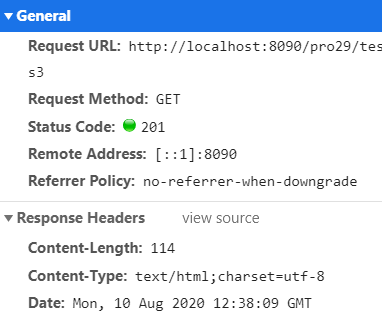 General
Request URL: http://localhost:8090/pro29/tes
s3
Request Method: GET
Status Code: 201
Remote Address: [::1]:8090
Referrer Policy: no-referrer-when-downgrade
Response Headers view source
Content-Length: 114
Content-Type: text/html;charset=utf-8
Date: Mon, 10 Aug 2020 12:38:09 GMT